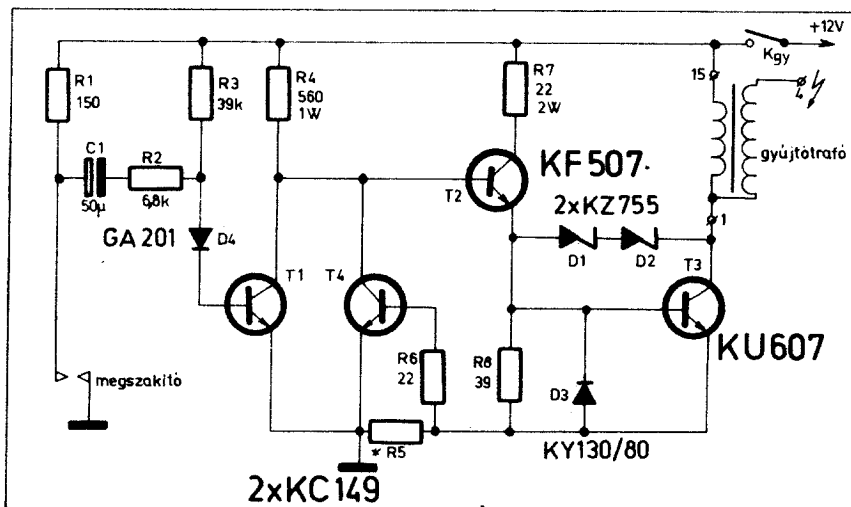 +12V
Kgy
R1
150
R3
39k
R4
560
1W
R7
22
2W
15
4
gyújtótrafó
C1
50µ
R2
6,8k
KF507
T2
2xKZ755
1
GA 201
D4
D1
D2
T1
T4
T3
KU607
megszakító
R6
22
R8
39
D3
* R5
KY130/80
2xKC149